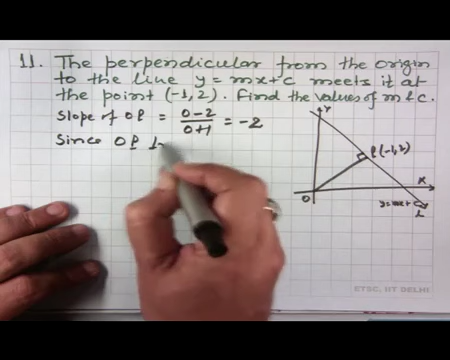 11. The perpendicular from the origin
to the line y = mx+c meets it at
the point (-1,2). Find the values of m & c.
Slope of OP = 0-2/0+1 = -2
Since OP ⊥
Y
P(-1,2)
O
X
y=mx+c
L
ETSC, IIT DELHI